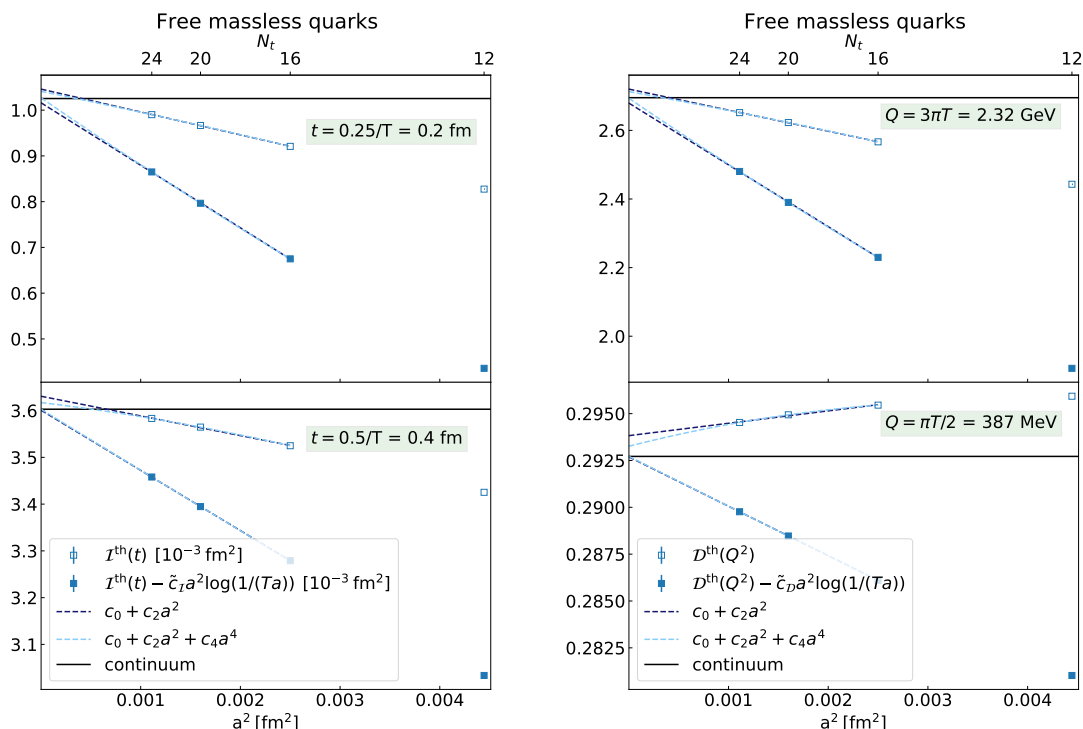 Free massless quarks
N_t
24 20 16 12
1.0
0.9
0.8
0.7
0.6
0.5
t = 0.25/T = 0.2 fm
3.6
3.5
3.4
3.3
3.2
3.1
t = 0.5/T = 0.4 fm
𝓘^th(t) [10^−3 fm^2]
𝓘^th(t) − c̃_𝓘 a^2 log(1/(Ta)) [10^−3 fm^2]
c_0 + c_2a^2
c_0 + c_2a^2 + c_4a^4
continuum
0.001 0.002 0.003 0.004
a^2 [fm^2]
Free massless quarks
N_t
24 20 16 12
2.6
2.4
2.2
2.0
Q = 3πT = 2.32 GeV
0.2950
0.2925
0.2900
0.2875
0.2850
0.2825
Q = πT/2 = 387 MeV
𝓓^th(Q^2)
𝓓^th(Q^2) − c̃_𝓓 a^2 log(1/(Ta))
c_0 + c_2a^2
c_0 + c_2a^2 + c_4a^4
continuum
0.001 0.002 0.003 0.004
a^2 [fm^2]